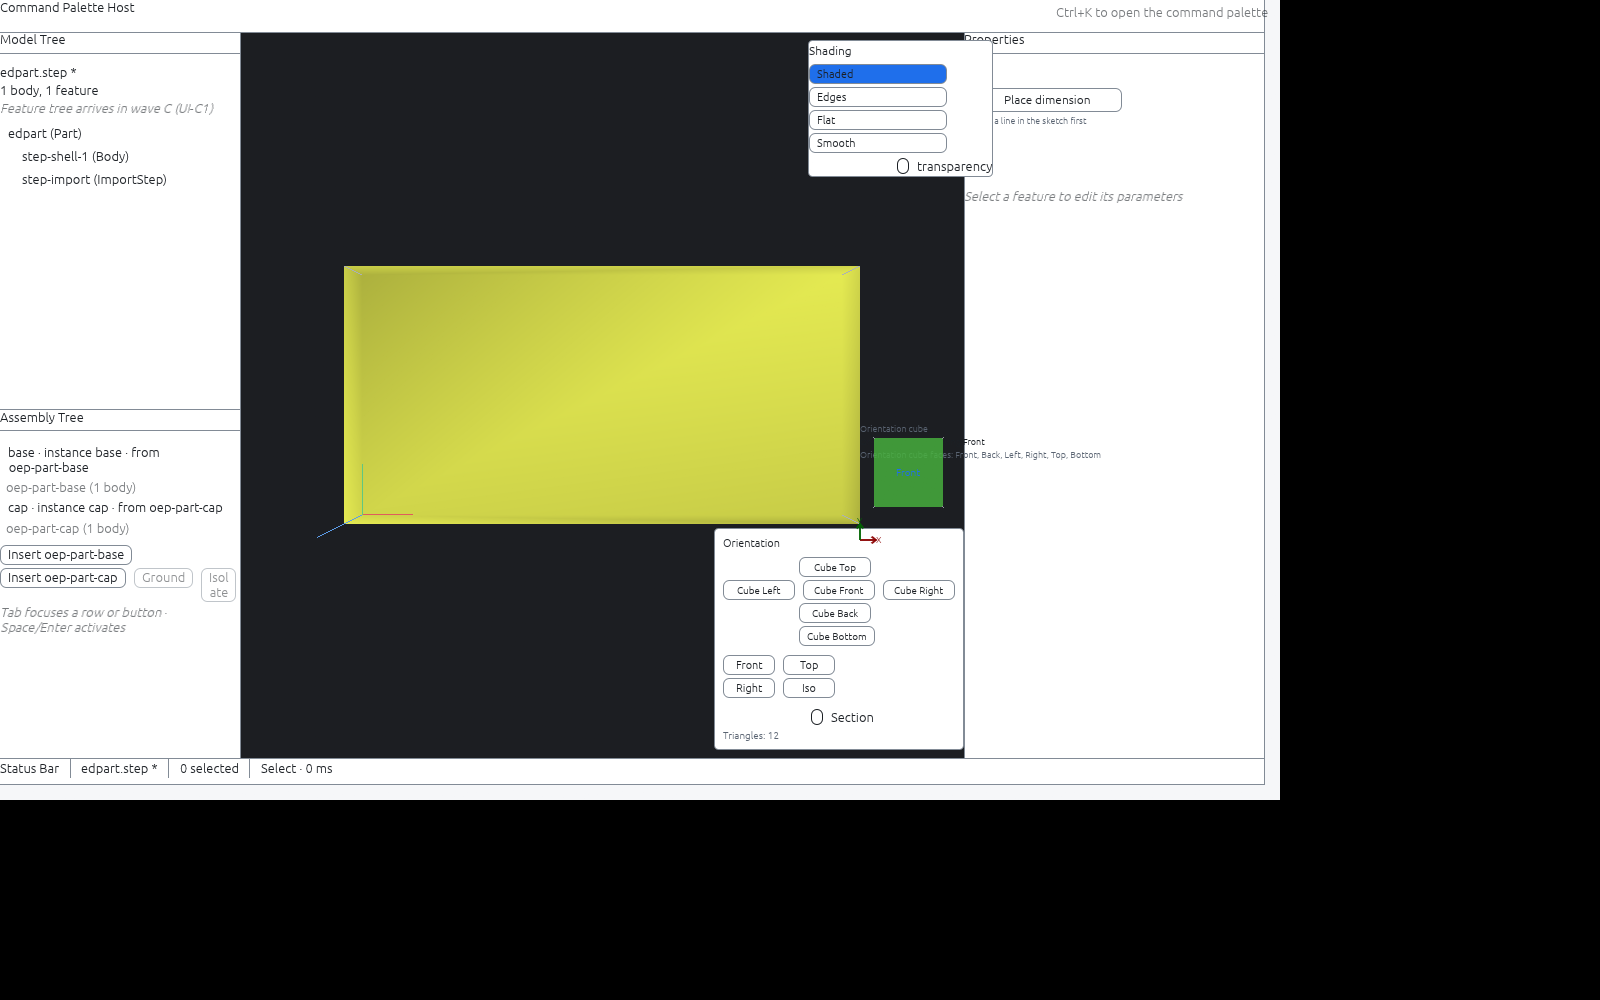 Command Palette Host
Ctrl+K to open the command palette
Model Tree
edpart.step *
1 body, 1 feature
Feature tree arrives in wave C (UI-C1)
edpart (Part)
step-shell-1 (Body)
step-import (ImportStep)
Assembly Tree
base · instance base · from
oep-part-base
oep-part-base (1 body)
cap · instance cap · from oep-part-cap
oep-part-cap (1 body)
Insert oep-part-base
Insert oep-part-cap
Ground
Isol
ate
Tab focuses a row or button ·
Space/Enter activates
Shading
Shaded
Edges
Flat
Smooth
transparency
Properties
Place dimension
a line in the sketch first
Select a feature to edit its parameters
Orientation cube
Front
Orientation cube faces: Front, Back, Left, Right, Top, Bottom
Front
X
Orientation
Cube Top
Cube Left
Cube Front
Cube Right
Cube Back
Cube Bottom
Front
Top
Right
Iso
Section
Triangles: 12
Status Bar
edpart.step *
0 selected
Select · 0 ms